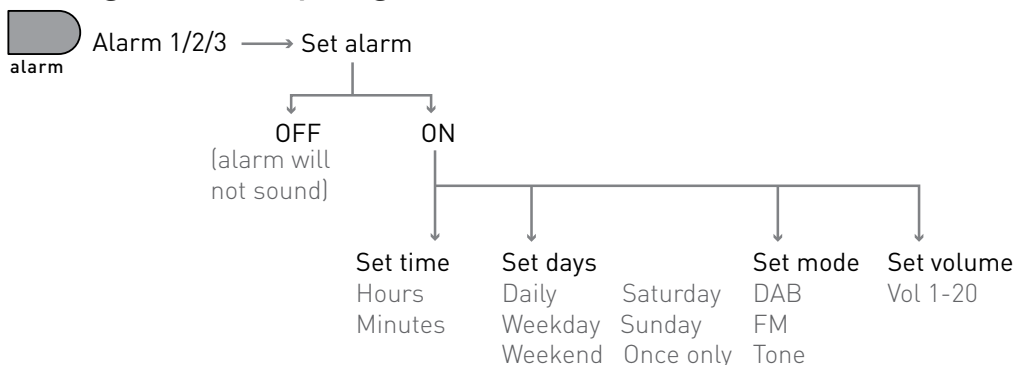 Alarm 1/2/3
Set alarm
alarm
OFF
ON
(alarm will
not sound)
Set time
Hours
Minutes
Set days
Daily Saturday
Weekday Sunday
Weekend Once only
Set mode
DAB
FM
Tone
Set volume
Vol 1-20